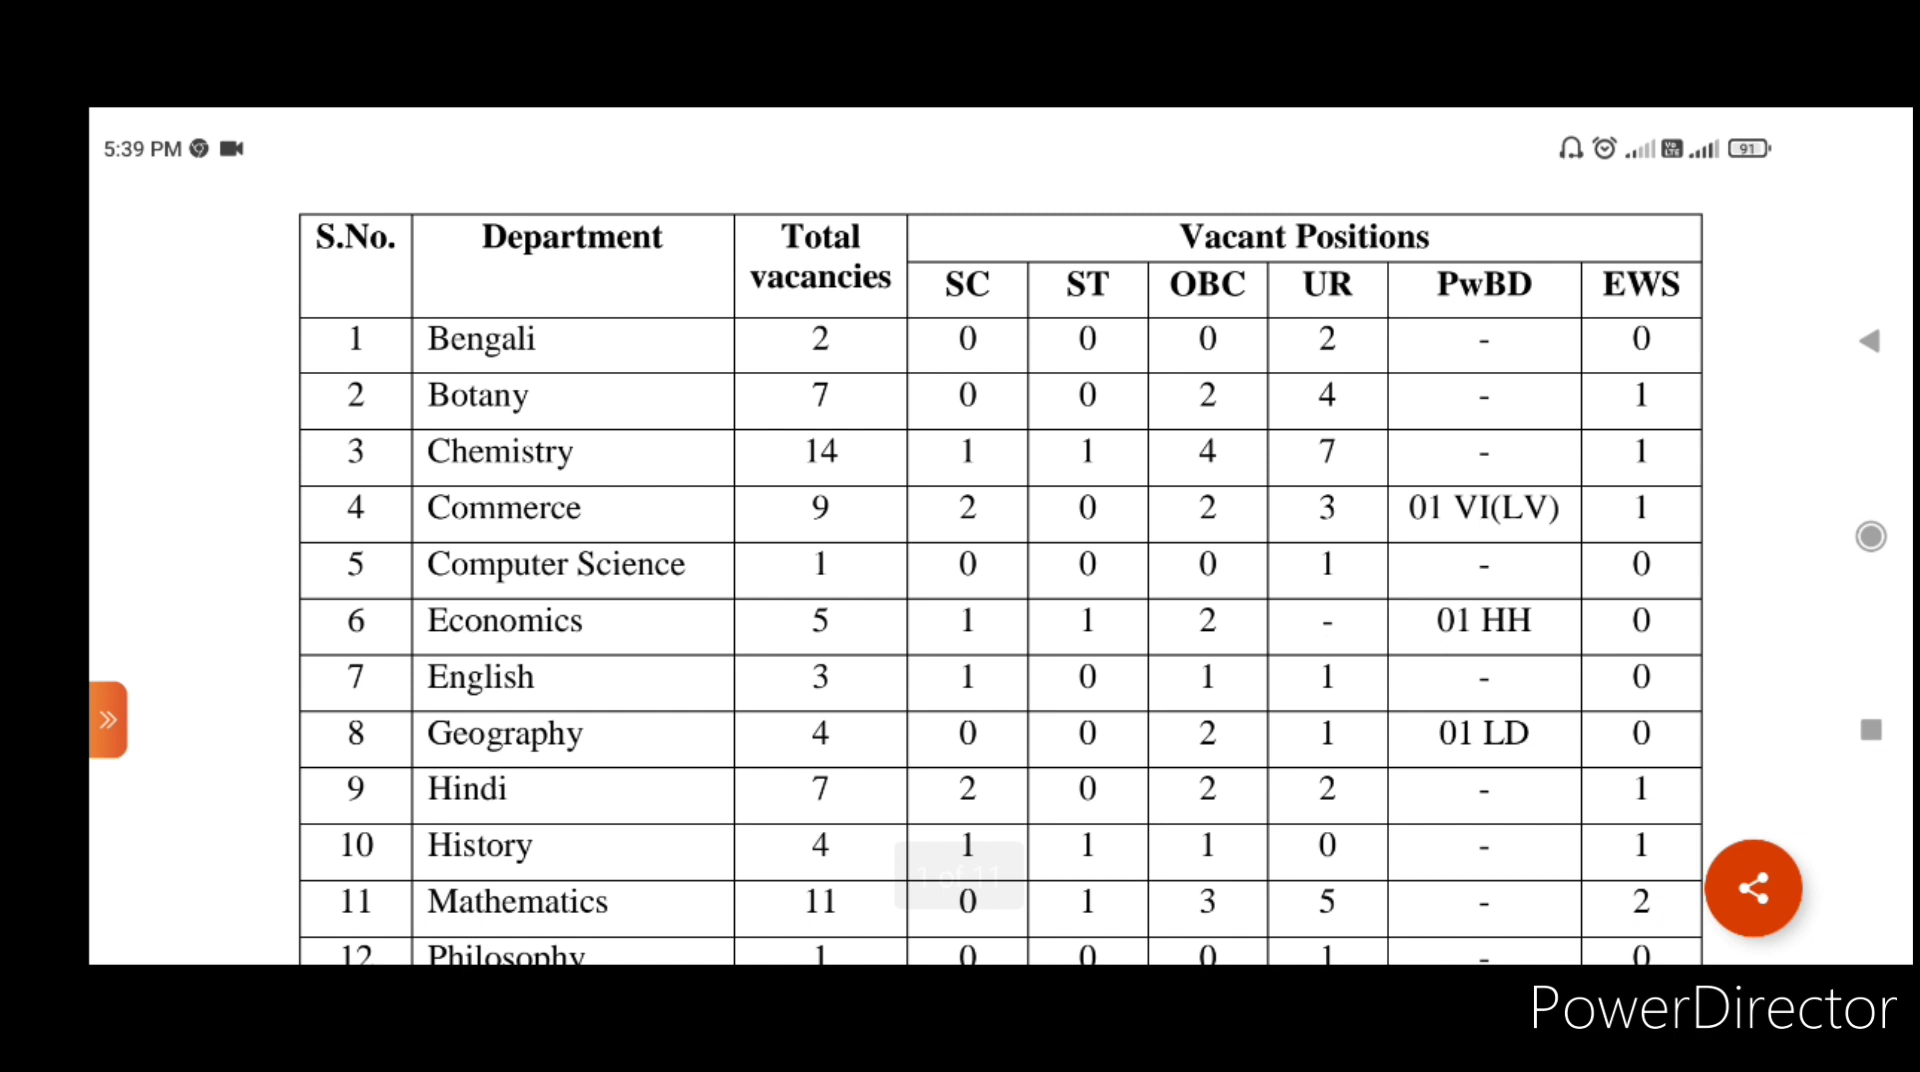 5:39 PM
91
S.No. Department Total vacancies Vacant Positions
SC ST OBC UR PwBD EWS
1 Bengali 2 0 0 0 2 - 0
2 Botany 7 0 0 2 4 - 1
3 Chemistry 14 1 1 4 7 - 1
4 Commerce 9 2 0 2 3 01 VI(LV) 1
5 Computer Science 1 0 0 0 1 - 0
6 Economics 5 1 1 2 - 01 HH 0
7 English 3 1 0 1 1 - 0
8 Geography 4 0 0 2 1 01 LD 0
9 Hindi 7 2 0 2 2 - 1
10 History 4 1 1 1 0 - 1
1 of 11
11 Mathematics 11 0 1 3 5 - 2
12 Philosophy 1 0 0 0 1 - 0
PowerDirector